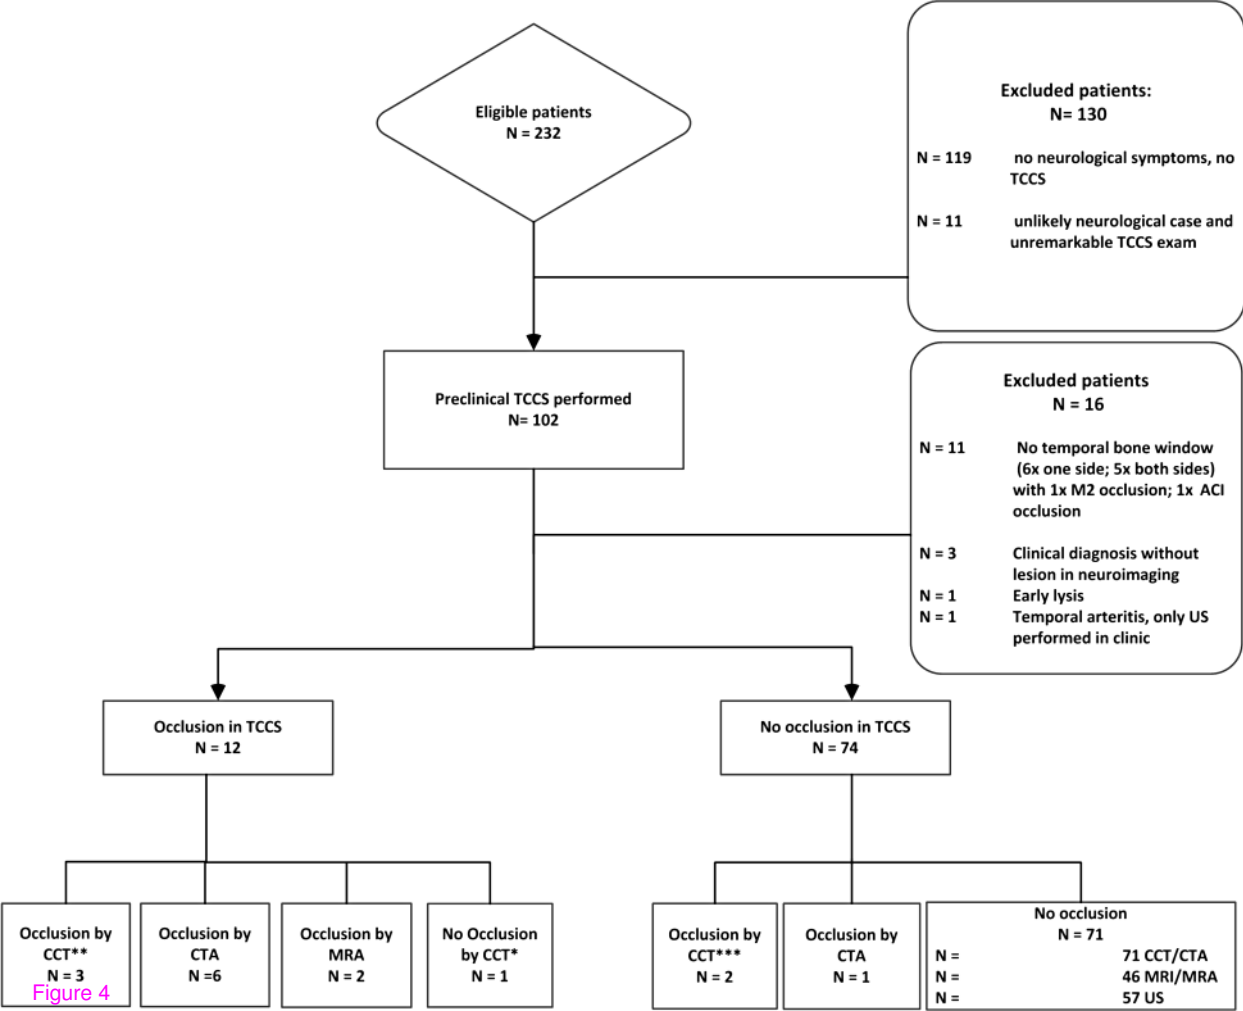 Eligible patients
N = 232
Excluded patients:
N= 130
N = 119 no neurological symptoms, no
TCCS
N = 11 unlikely neurological case and
unremarkable TCCS exam
Preclinical TCCS performed
N= 102
Excluded patients
N = 16
N = 11 No temporal bone window
(6x one side; 5x both sides)
with 1x M2 occlusion; 1x ACI
occlusion
N = 3 Clinical diagnosis without
lesion in neuroimaging
N = 1 Early lysis
N = 1 Temporal arteritis, only US
performed in clinic
Occlusion in TCCS
N = 12
No occlusion in TCCS
N = 74
Occlusion by
CCT**
N = 3
Occlusion by
CTA
N =6
Occlusion by
MRA
N = 2
No Occlusion
by CCT*
N = 1
Occlusion by
CCT***
N = 2
Occlusion by
CTA
N = 1
No occlusion
N = 71
N = 71 CCT/CTA
N = 46 MRI/MRA
N = 57 US
Figure 4